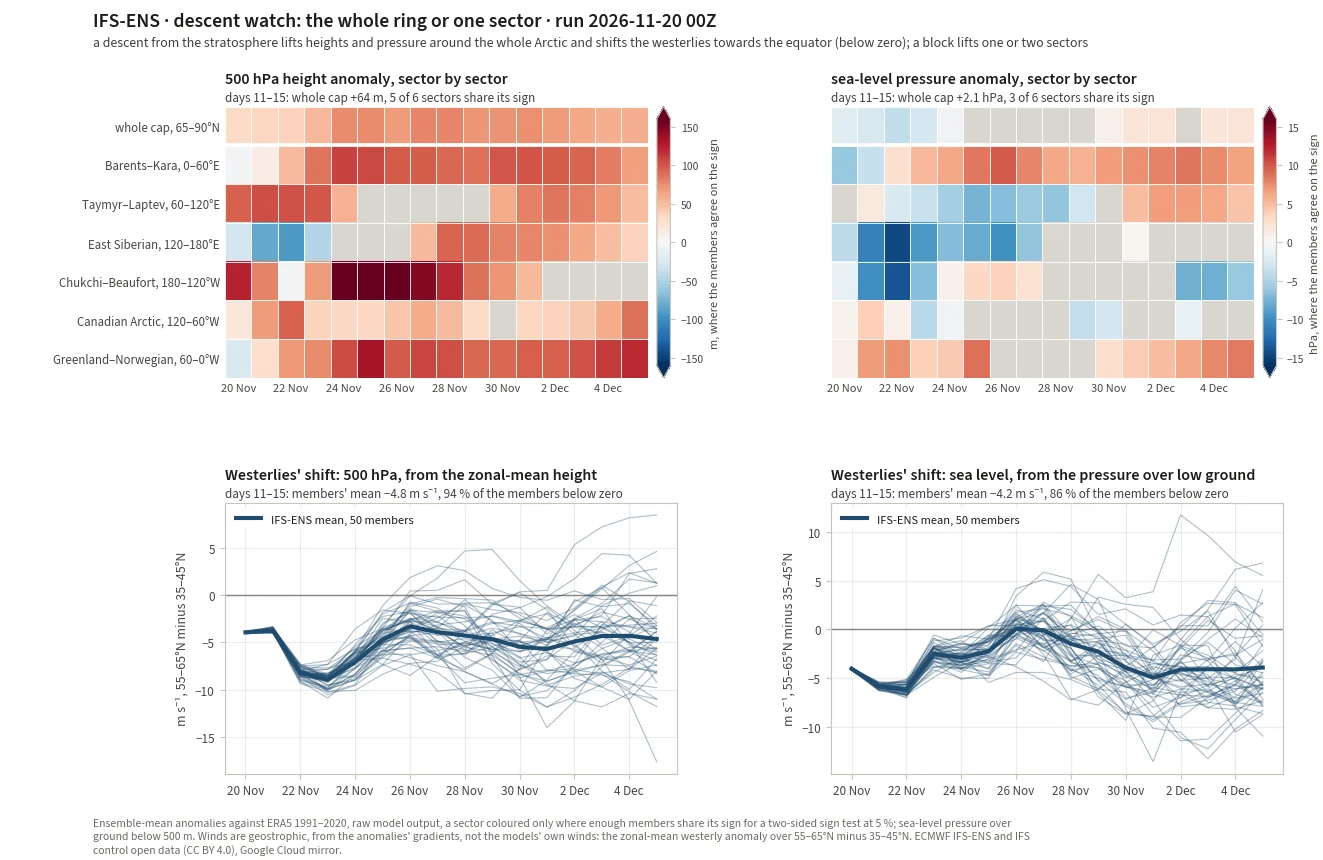 IFS-ENS · descent watch: the whole ring or one sector · run 2026-11-20 00Z
a descent from the stratosphere lifts heights and pressure around the whole Arctic and shifts the westerlies towards the equator (below zero); a block lifts one or two sectors
500 hPa height anomaly, sector by sector
days 11–15: whole cap +64 m, 5 of 6 sectors share its sign
whole cap, 65–90°N
Barents–Kara, 0–60°E
Taymyr–Laptev, 60–120°E
East Siberian, 120–180°E
Chukchi–Beaufort, 180–120°W
Canadian Arctic, 120–60°W
Greenland–Norwegian, 60–0°W
20 Nov 22 Nov 24 Nov 26 Nov 28 Nov 30 Nov 2 Dec 4 Dec
150
100
50
0
−50
−100
−150
m, where the members agree on the sign
sea-level pressure anomaly, sector by sector
days 11–15: whole cap +2.1 hPa, 3 of 6 sectors share its sign
20 Nov 22 Nov 24 Nov 26 Nov 28 Nov 30 Nov 2 Dec 4 Dec
15
10
5
0
−5
−10
−15
hPa, where the members agree on the sign
Westerlies' shift: 500 hPa, from the zonal-mean height
days 11–15: members' mean −4.8 m s⁻¹, 94 % of the members below zero
IFS-ENS mean, 50 members
m s⁻¹, 55–65°N minus 35–45°N
5
0
−5
−10
−15
20 Nov 22 Nov 24 Nov 26 Nov 28 Nov 30 Nov 2 Dec 4 Dec
Westerlies' shift: sea level, from the pressure over low ground
days 11–15: members' mean −4.2 m s⁻¹, 86 % of the members below zero
IFS-ENS mean, 50 members
m s⁻¹, 55–65°N minus 35–45°N
10
5
0
−5
−10
20 Nov 22 Nov 24 Nov 26 Nov 28 Nov 30 Nov 2 Dec 4 Dec
Ensemble-mean anomalies against ERA5 1991–2020, raw model output, a sector coloured only where enough members share its sign for a two-sided sign test at 5 %; sea-level pressure over
ground below 500 m. Winds are geostrophic, from the anomalies' gradients, not the models' own winds: the zonal-mean westerly anomaly over 55–65°N minus 35–45°N. ECMWF IFS-ENS and IFS
control open data (CC BY 4.0), Google Cloud mirror.